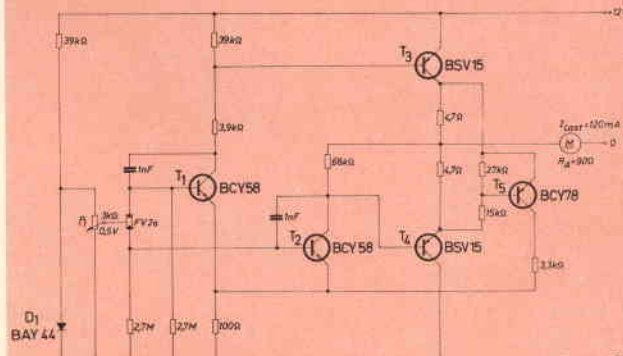 12
39kΩ
39kΩ
T3
BSV15
3,9kΩ
4,7Ω
I Last =120mA
M
0
RA=90Ω
1nF
T1
BCY58
68kΩ
4,7Ω
27kΩ
T5
BCY78
P1
3kΩ
0,5V
FV2a
1nF
T2
BCY58
T4
BSV15
15kΩ
3,3kΩ
D1
BAY 44
2,7M
2,7M
100Ω